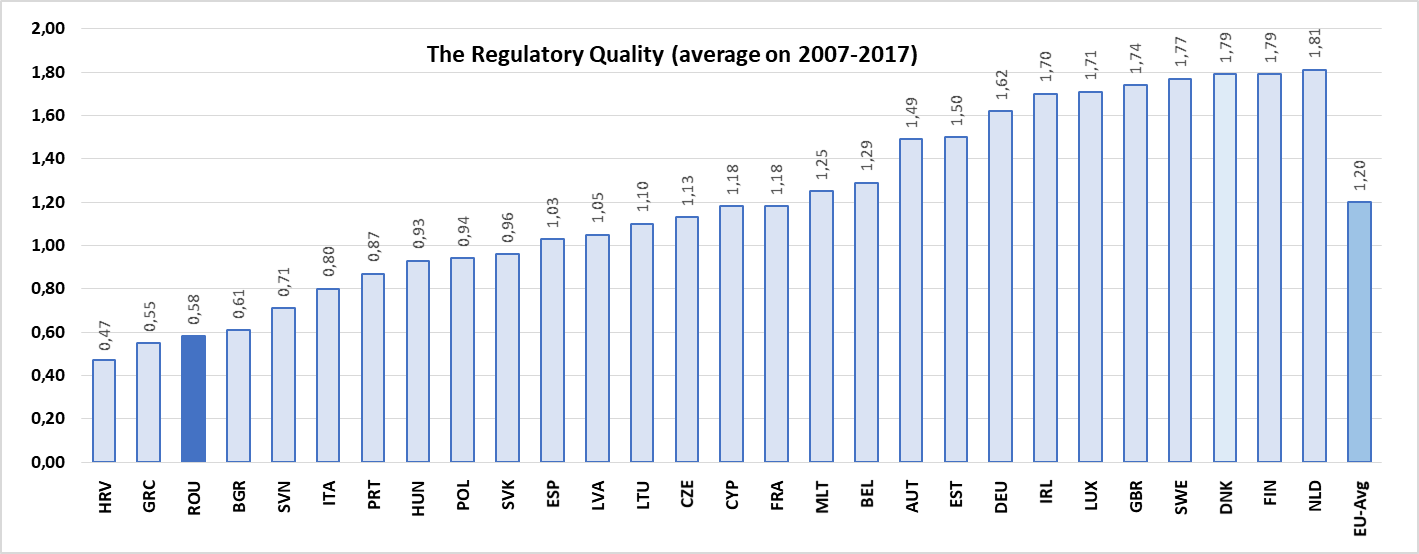 The Regulatory Quality (average on 2007-2017)
2,00
1,80
1,60
1,40
1,20
1,00
0,80
0,60
0,40
0,20
0,00
0,47
0,55
0,58
0,61
0,71
0,80
0,87
0,93
0,94
0,96
1,03
1,05
1,10
1,13
1,18
1,18
1,25
1,29
1,49
1,50
1,62
1,70
1,71
1,74
1,77
1,79
1,79
1,81
1,20
HRV
GRC
ROU
BGR
SVN
ITA
PRT
HUN
POL
SVK
ESP
LVA
LTU
CZE
CYP
FRA
MLT
BEL
AUT
EST
DEU
IRL
LUX
GBR
SWE
DNK
FIN
NLD
EU-Avg